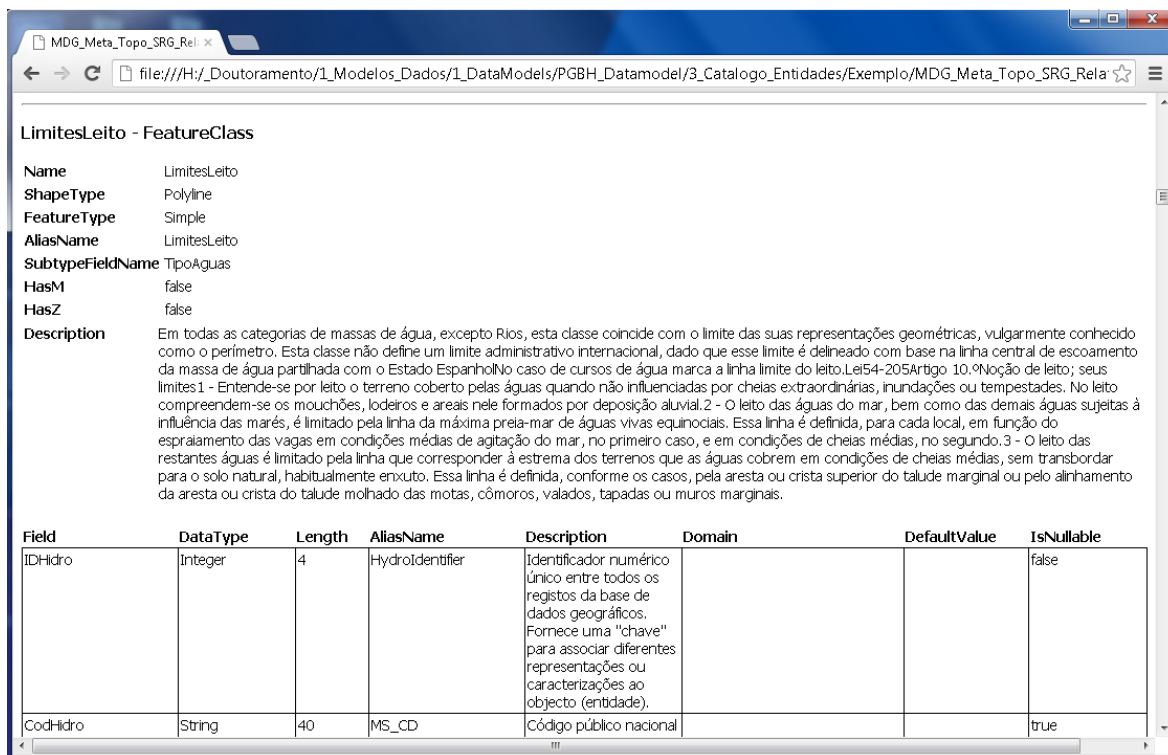 MDG_Meta_Topo_SRG_Rel
file:///H:/_Doutoramento/1_Modelos_Dados/1_DataModels/PGBH_Datamodel/3_Catalogo_Entidades/Exemplo/MDG_Meta_Topo_SRG_Rela
LimitesLeito - FeatureClass
Name LimitesLeito
ShapeType Polyline
FeatureType Simple
AliasName LimitesLeito
SubtypeFieldName TipoAguas
HasM false
HasZ false
Description Em todas as categorias de massas de água, excepto Rios, esta classe coincide com o limite das suas representações geométricas, vulgarmente conhecido
como o perímetro. Esta classe não define um limite administrativo internacional, dado que esse limite é delineado com base na linha central de escoamento
da massa de água partilhada com o Estado EspanholNo caso de cursos de água marca a linha limite do leito.Lei54-205Artigo 10.ºNoção de leito; seus
limites1 - Entende-se por leito o terreno coberto pelas águas quando não influenciadas por cheias extraordinárias, inundações ou tempestades. No leito
compreendem-se os mouchões, lodeiros e areais nele formados por deposição aluvial.2 - O leito das águas do mar, bem como das demais águas sujeitas à
influência das marés, é limitado pela linha da máxima preia-mar de águas vivas equinociais. Essa linha é definida, para cada local, em função do
espraiamento das vagas em condições médias de agitação do mar, no primeiro caso, e em condições de cheias médias, no segundo.3 - O leito das
restantes águas é limitado pela linha que corresponder à estrema dos terrenos que as águas cobrem em condições de cheias médias, sem transbordar
para o solo natural, habitualmente enxuto. Essa linha é definida, conforme os casos, pela aresta ou crista superior do talude marginal ou pelo alinhamento
da aresta ou crista do talude molhado das motas, cômoros, valados, tapadas ou muros marginais.
Field DataType Length AliasName Description Domain DefaultValue IsNullable
IDHidro Integer 4 HydroIdentifier Identificador numérico false
único entre todos os
registos da base de
dados geográficos.
Fornece uma "chave"
para associar diferentes
representações ou
caracterizações ao
objecto (entidade).
CodHidro String 40 MS_CD Código público nacional true